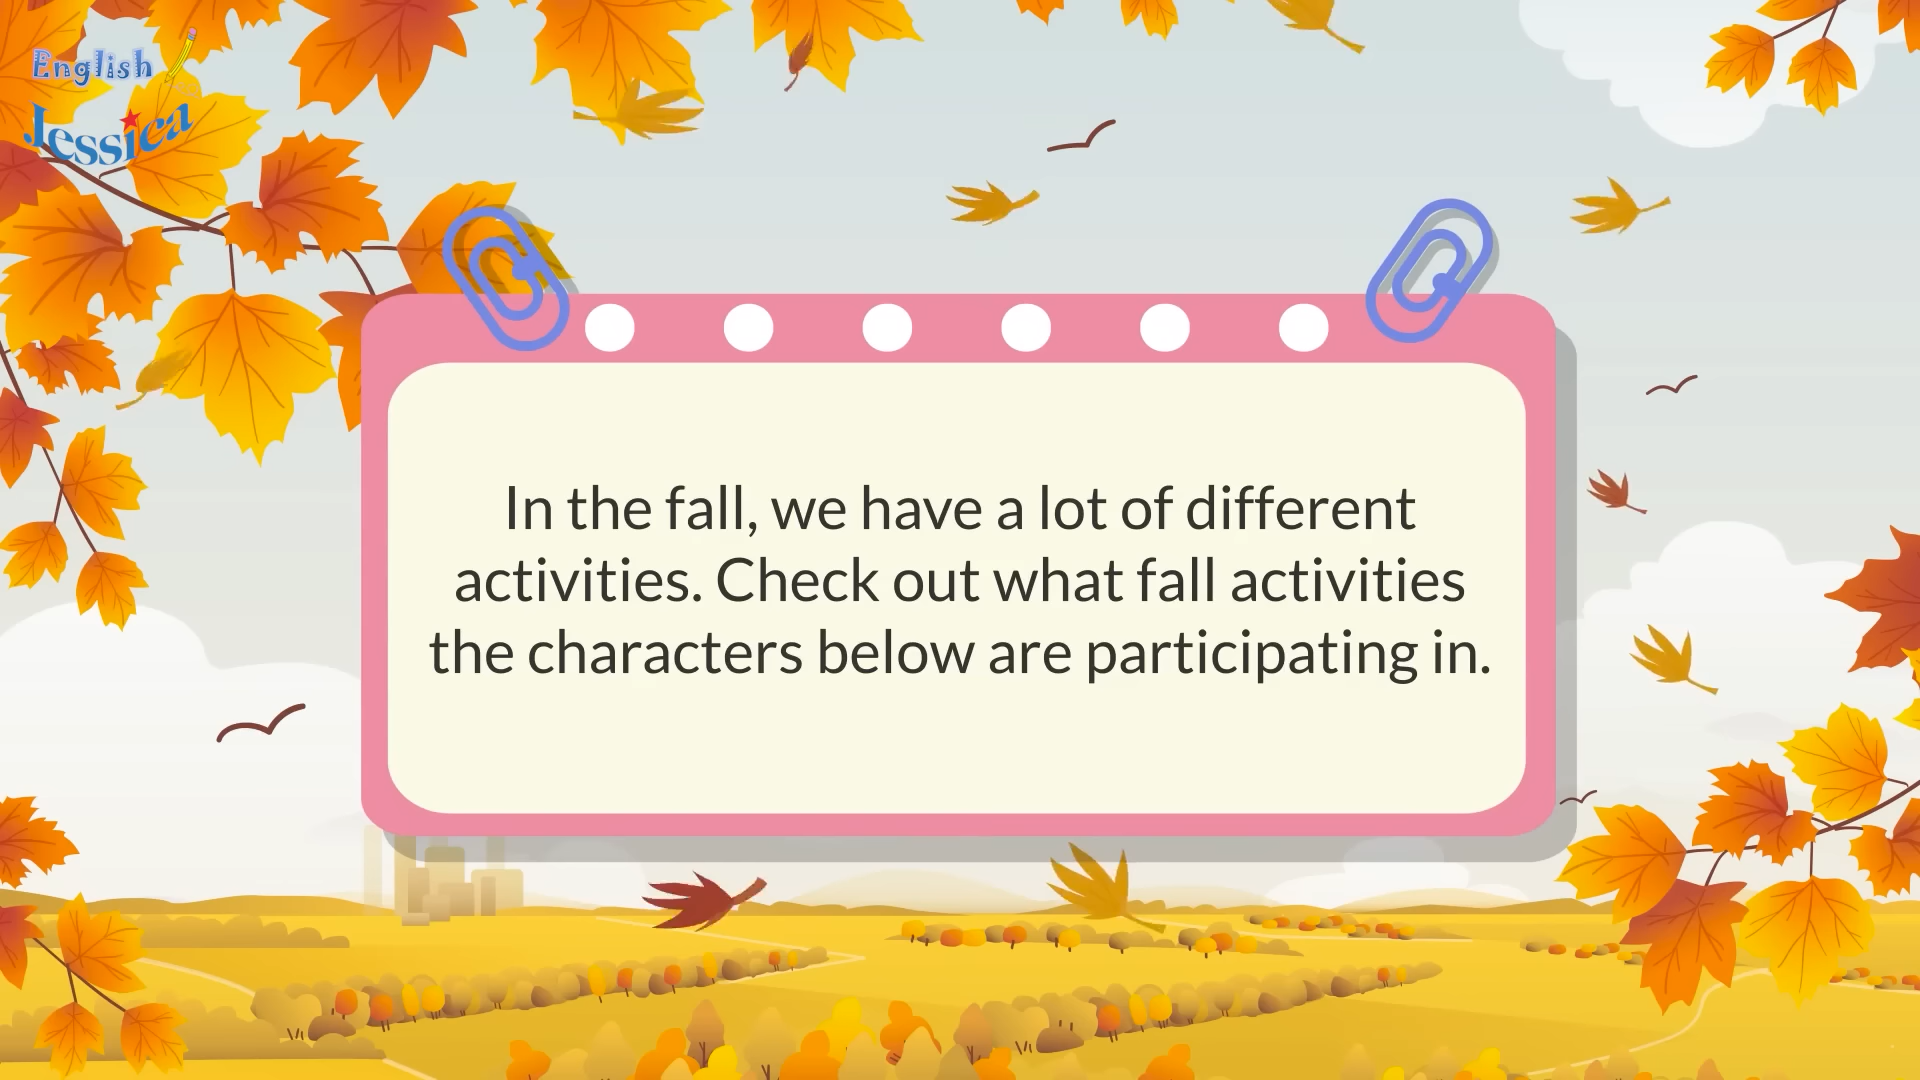 English
Jessica
In the fall, we have a lot of different
activities. Check out what fall activities
the characters below are participating in.